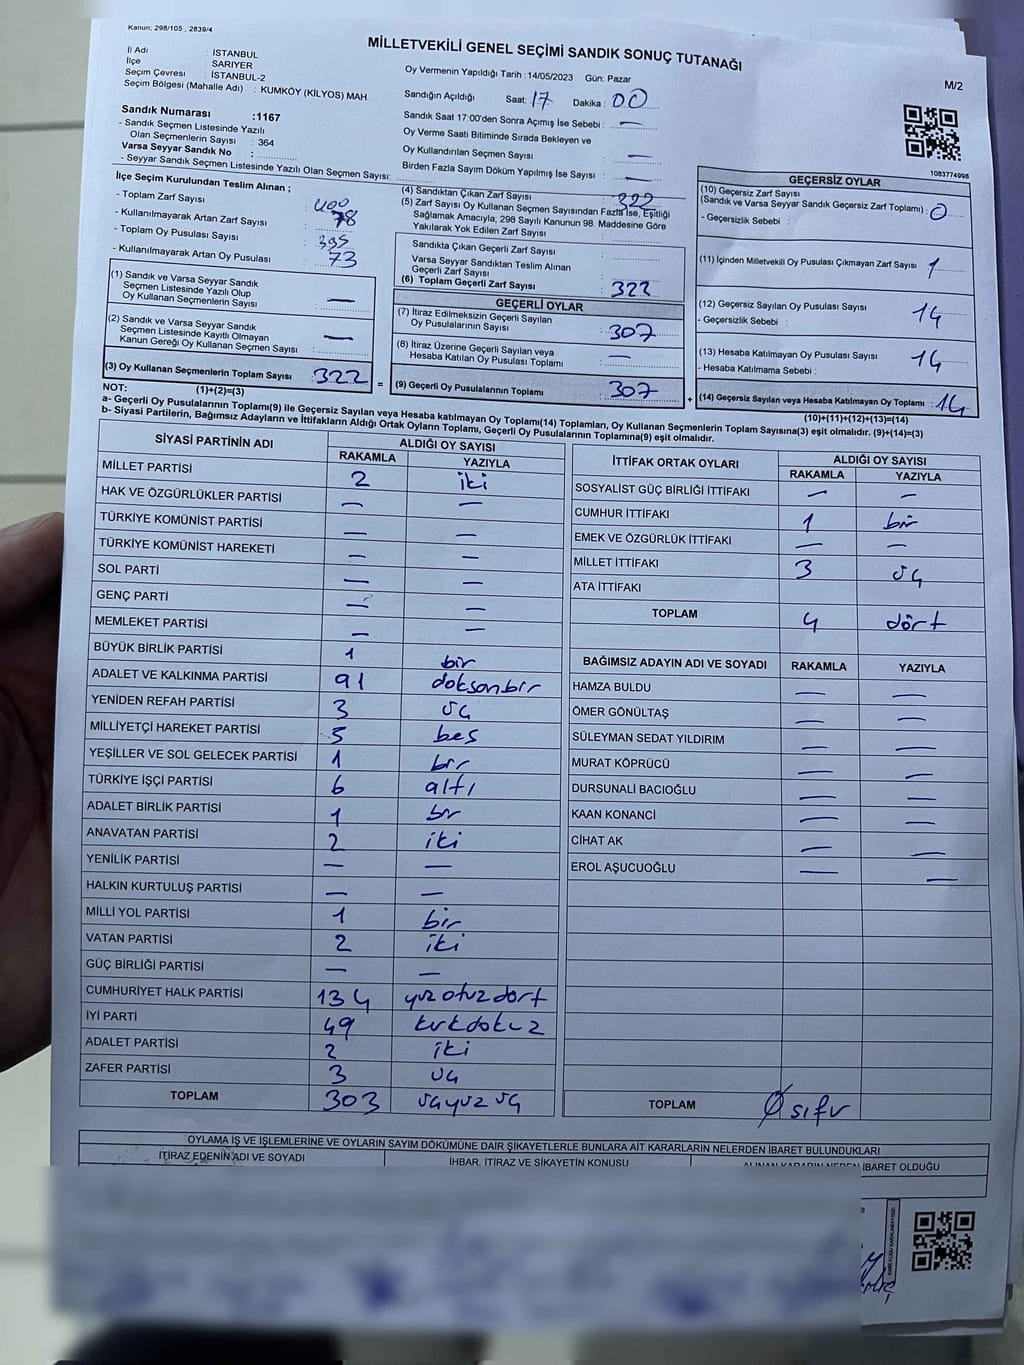 Kanun; 298/105 , 2839/4
MİLLETVEKİLİ GENEL SEÇİMİ SANDIK SONUÇ TUTANAĞI
M/2
İl Adı : İSTANBUL
İlçe : SARIYER
Seçim Çevresi : İSTANBUL-2
Seçim Bölgesi (Mahalle Adı) : KUMKÖY (KİLYOS) MAH.
Oy Vermenin Yapıldığı Tarih :14/05/2023 Gün: Pazar
Sandığın Açıldığı Saat: 17 Dakika : 00
Sandık Saat 17:00'den Sonra Açımış İse Sebebi : —
Oy Verme Saati Bitiminde Sırada Bekleyen ve
Oy Kullandırılan Seçmen Sayısı —
Birden Fazla Sayım Döküm Yapılmış İse Sayısı : —
Sandık Numarası :1167
- Sandık Seçmen Listesinde Yazılı
Olan Seçmenlerin Sayısı : 364
Varsa Seyyar Sandık No :
- Seyyar Sandık Seçmen Listesinde Yazılı Olan Seçmen Sayısı:
1083774998
İlçe Seçim Kurulundan Teslim Alınan ;
- Toplam Zarf Sayısı : 400
- Kullanılmayarak Artan Zarf Sayısı : 78
- Toplam Oy Pusulası Sayısı : 395
- Kullanılmayarak Artan Oy Pusulası : 73
(1) Sandık ve Varsa Seyyar Sandık
Seçmen Listesinde Yazılı Olup
Oy Kullanan Seçmenlerin Sayısı : —
(2) Sandık ve Varsa Seyyar Sandık
Seçmen Listesinde Kayıtlı Olmayan
Kanun Gereği Oy Kullanan Seçmen Sayısı : —
(3) Oy Kullanan Seçmenlerin Toplam Sayısı : 322 =
(1)+(2)=(3)
(4) Sandıktan Çıkan Zarf Sayısı : 322
(5) Zarf Sayısı Oy Kullanan Seçmen Sayısından Fazla İse, Eşitliği
Sağlamak Amacıyla; 298 Sayılı Kanunun 98. Maddesine Göre
Yakılarak Yok Edilen Zarf Sayısı :
Sandıkta Çıkan Geçerli Zarf Sayısı :
Varsa Seyyar Sandıktan Teslim Alınan
Geçerli Zarf Sayısı :
(6) Toplam Geçerli Zarf Sayısı : 322
GEÇERLİ OYLAR
(7) İtiraz Edilmeksizin Geçerli Sayılan
Oy Pusulalarının Sayısı : 307
(8) İtiraz Üzerine Geçerli Sayılan veya
Hesaba Katılan Oy Pusulası Toplamı : —
(9) Geçerli Oy Pusulalarının Toplamı : 307 +
GEÇERSİZ OYLAR
(10) Geçersiz Zarf Sayısı
(Sandık ve Varsa Seyyar Sandık Geçersiz Zarf Toplamı) : 0
- Geçersizlik Sebebi :
(11) İçinden Milletvekili Oy Pusulası Çıkmayan Zarf Sayısı : 1
(12) Geçersiz Sayılan Oy Pusulası Sayısı : 14
- Geçersizlik Sebebi :
(13) Hesaba Katılmayan Oy Pusulası Sayısı : 14
- Hesaba Katılmama Sebebi :
(14) Geçersiz Sayılan veya Hesaba Katılmayan Oy Toplamı : 14
(10)+(11)+(12)+(13)=(14)
NOT:
a- Geçerli Oy Pusulalarının Toplamı(9) ile Geçersiz Sayılan veya Hesaba katılmayan Oy Toplamı(14) Toplamları, Oy Kullanan Seçmenlerin Toplam Sayısına(3) eşit olmalıdır. (9)+(14)=(3)
b- Siyasi Partilerin, Bağımsız Adayların ve İttifakların Aldığı Ortak Oyların Toplamı, Geçerli Oy Pusulalarının Toplamına(9) eşit olmalıdır.
SİYASİ PARTİNİN ADI ALDIĞI OY SAYISI
RAKAMLA YAZIYLA
MİLLET PARTİSİ 2 iki
HAK VE ÖZGÜRLÜKLER PARTİSİ — —
TÜRKİYE KOMÜNİST PARTİSİ — —
TÜRKİYE KOMÜNİST HAREKETİ — —
SOL PARTİ — —
GENÇ PARTİ — —
MEMLEKET PARTİSİ — —
BÜYÜK BİRLİK PARTİSİ 1 bir
ADALET VE KALKINMA PARTİSİ 91 doksanbir
YENİDEN REFAH PARTİSİ 3 üç
MİLLİYETÇİ HAREKET PARTİSİ 5 beş
YEŞİLLER VE SOL GELECEK PARTİSİ 1 bir
TÜRKİYE İŞÇİ PARTİSİ 6 altı
ADALET BİRLİK PARTİSİ 1 bir
ANAVATAN PARTİSİ 2 iki
YENİLİK PARTİSİ — —
HALKIN KURTULUŞ PARTİSİ — —
MİLLİ YOL PARTİSİ 1 bir
VATAN PARTİSİ 2 iki
GÜÇ BİRLİĞİ PARTİSİ — —
CUMHURİYET HALK PARTİSİ 134 yüz otuz dört
İYİ PARTİ 49 kırkdokuz
ADALET PARTİSİ 2 iki
ZAFER PARTİSİ 3 üç
TOPLAM 303 üçyüz üç
İTTİFAK ORTAK OYLARI ALDIĞI OY SAYISI
RAKAMLA YAZIYLA
SOSYALİST GÜÇ BİRLİĞİ İTTİFAKI — —
CUMHUR İTTİFAKI 1 bir
EMEK VE ÖZGÜRLÜK İTTİFAKI — —
MİLLET İTTİFAKI 3 üç
ATA İTTİFAKI
TOPLAM 4 dört
BAĞIMSIZ ADAYIN ADI VE SOYADI RAKAMLA YAZIYLA
HAMZA BULDU — —
ÖMER GÖNÜLTAŞ — —
SÜLEYMAN SEDAT YILDIRIM — —
MURAT KÖPRÜCÜ — —
DURSUNALİ BACIOĞLU — —
KAAN KONANCİ — —
CİHAT AK — —
EROL AŞUCUOĞLU — —
TOPLAM 0 sıfır
OYLAMA İŞ VE İŞLEMLERİNE VE OYLARIN SAYIM DÖKÜMÜNE DAİR ŞİKAYETLERLE BUNLARA AİT KARARLARIN NELERDEN İBARET BULUNDUKLARI
İTİRAZ EDENİN ADI VE SOYADI İHBAR, İTİRAZ VE ŞİKAYETİN KONUSU ALINAN KARARIN NEDEN İBARET OLDUĞU